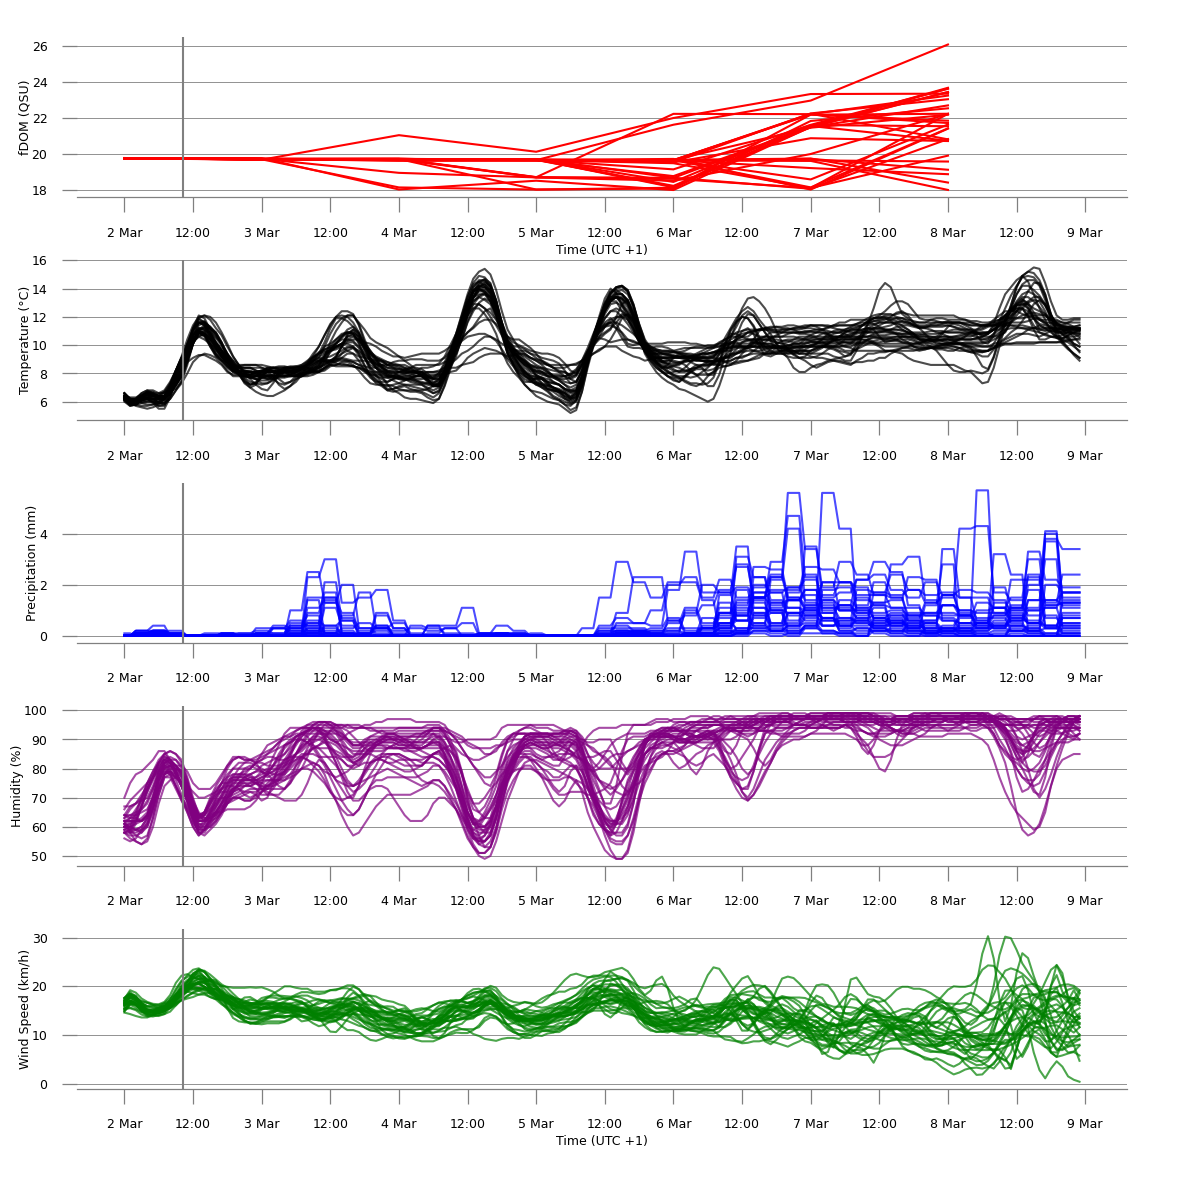 fDOM (QSU)
26
24
22
20
18
2 Mar 12:00 3 Mar 12:00 4 Mar 12:00 5 Mar 12:00 6 Mar 12:00 7 Mar 12:00 8 Mar 12:00 9 Mar
Time (UTC +1)
Temperature (°C)
16
14
12
10
8
6
2 Mar 12:00 3 Mar 12:00 4 Mar 12:00 5 Mar 12:00 6 Mar 12:00 7 Mar 12:00 8 Mar 12:00 9 Mar
Precipitation (mm)
4
2
0
2 Mar 12:00 3 Mar 12:00 4 Mar 12:00 5 Mar 12:00 6 Mar 12:00 7 Mar 12:00 8 Mar 12:00 9 Mar
Humidity (%)
100
90
80
70
60
50
2 Mar 12:00 3 Mar 12:00 4 Mar 12:00 5 Mar 12:00 6 Mar 12:00 7 Mar 12:00 8 Mar 12:00 9 Mar
Wind Speed (km/h)
30
20
10
0
2 Mar 12:00 3 Mar 12:00 4 Mar 12:00 5 Mar 12:00 6 Mar 12:00 7 Mar 12:00 8 Mar 12:00 9 Mar
Time (UTC +1)